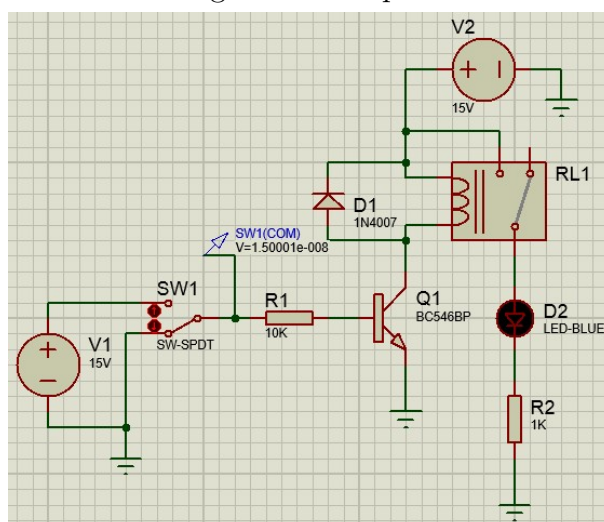 V2
15V
RL1
D1
1N4007
SW1(COM)
V=1.50001e-008
SW1
R1
10K
Q1
BC546BP
D2
LED-BLUE
V1
15V
SW-SPDT
R2
1K